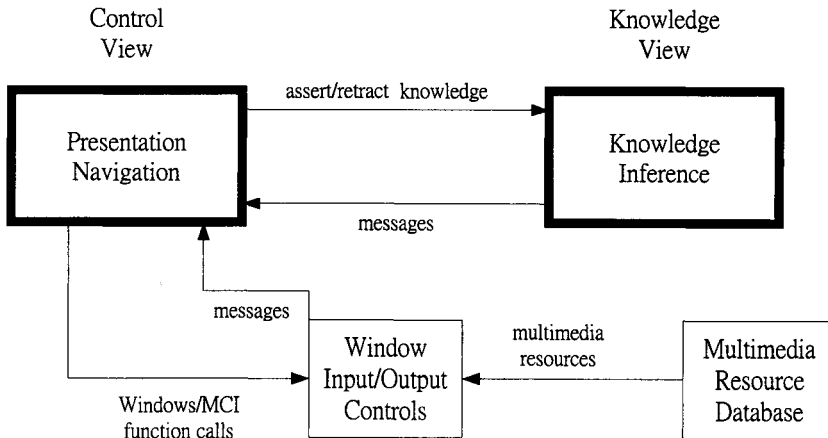 Control
View
Knowledge
View
assert/retract knowledge
Presentation
Navigation
Knowledge
Inference
messages
messages
Window
Input/Output
Controls
multimedia
resources
Multimedia
Resource
Database
Windows/MCI
function calls